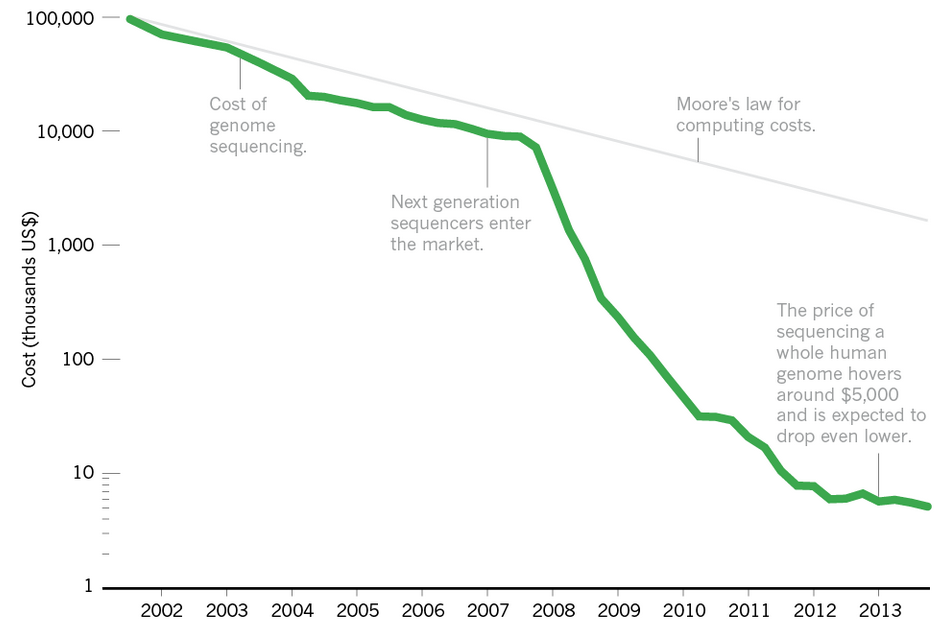 100,000
10,000
1,000
100
10
1
Cost (thousands US$)
Cost of
genome
sequencing.
Next generation
sequencers enter
the market.
Moore's law for
computing costs.
The price of
sequencing a
whole human
genome hovers
around $5,000
and is expected to
drop even lower.
2002 2003 2004 2005 2006 2007 2008 2009 2010 2011 2012 2013